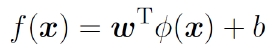 f(x) = wᵀϕ(x) + b